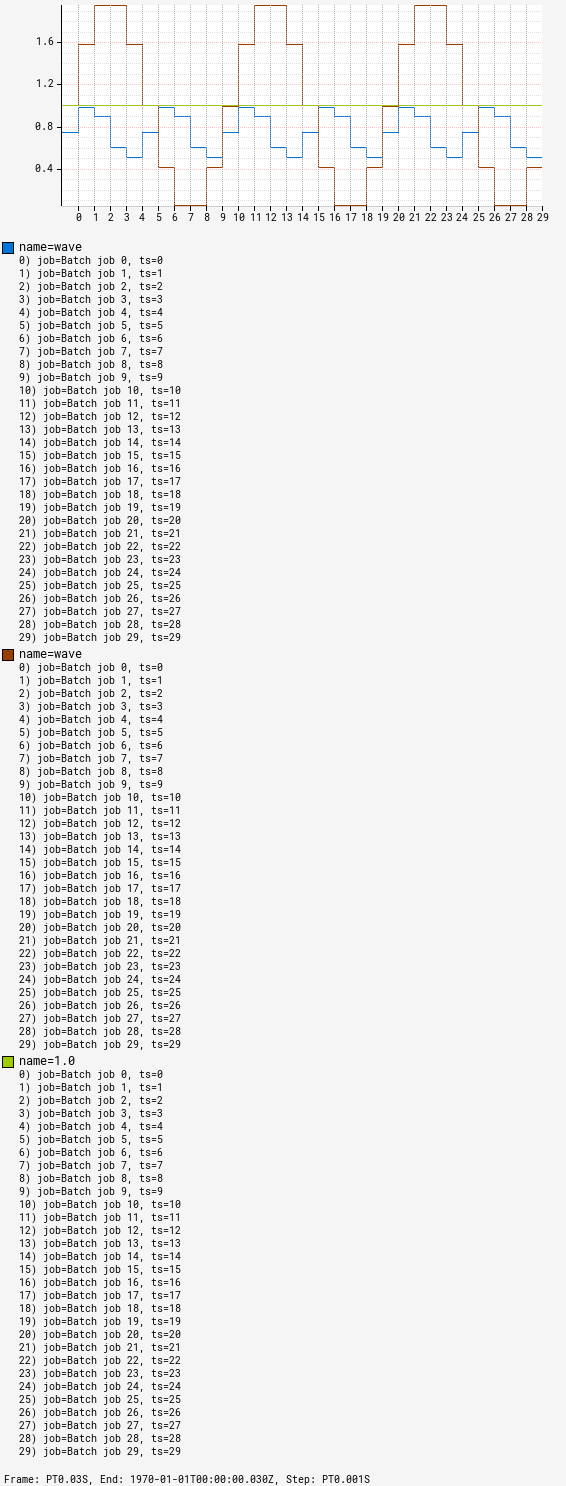 1.6
1.2
0.8
0.4
0 1 2 3 4 5 6 7 8 9 10 11 12 13 14 15 16 17 18 19 20 21 22 23 24 25 26 27 28 29
name=wave
0) job=Batch job 0, ts=0
1) job=Batch job 1, ts=1
2) job=Batch job 2, ts=2
3) job=Batch job 3, ts=3
4) job=Batch job 4, ts=4
5) job=Batch job 5, ts=5
6) job=Batch job 6, ts=6
7) job=Batch job 7, ts=7
8) job=Batch job 8, ts=8
9) job=Batch job 9, ts=9
10) job=Batch job 10, ts=10
11) job=Batch job 11, ts=11
12) job=Batch job 12, ts=12
13) job=Batch job 13, ts=13
14) job=Batch job 14, ts=14
15) job=Batch job 15, ts=15
16) job=Batch job 16, ts=16
17) job=Batch job 17, ts=17
18) job=Batch job 18, ts=18
19) job=Batch job 19, ts=19
20) job=Batch job 20, ts=20
21) job=Batch job 21, ts=21
22) job=Batch job 22, ts=22
23) job=Batch job 23, ts=23
24) job=Batch job 24, ts=24
25) job=Batch job 25, ts=25
26) job=Batch job 26, ts=26
27) job=Batch job 27, ts=27
28) job=Batch job 28, ts=28
29) job=Batch job 29, ts=29
name=wave
0) job=Batch job 0, ts=0
1) job=Batch job 1, ts=1
2) job=Batch job 2, ts=2
3) job=Batch job 3, ts=3
4) job=Batch job 4, ts=4
5) job=Batch job 5, ts=5
6) job=Batch job 6, ts=6
7) job=Batch job 7, ts=7
8) job=Batch job 8, ts=8
9) job=Batch job 9, ts=9
10) job=Batch job 10, ts=10
11) job=Batch job 11, ts=11
12) job=Batch job 12, ts=12
13) job=Batch job 13, ts=13
14) job=Batch job 14, ts=14
15) job=Batch job 15, ts=15
16) job=Batch job 16, ts=16
17) job=Batch job 17, ts=17
18) job=Batch job 18, ts=18
19) job=Batch job 19, ts=19
20) job=Batch job 20, ts=20
21) job=Batch job 21, ts=21
22) job=Batch job 22, ts=22
23) job=Batch job 23, ts=23
24) job=Batch job 24, ts=24
25) job=Batch job 25, ts=25
26) job=Batch job 26, ts=26
27) job=Batch job 27, ts=27
28) job=Batch job 28, ts=28
29) job=Batch job 29, ts=29
name=1.0
0) job=Batch job 0, ts=0
1) job=Batch job 1, ts=1
2) job=Batch job 2, ts=2
3) job=Batch job 3, ts=3
4) job=Batch job 4, ts=4
5) job=Batch job 5, ts=5
6) job=Batch job 6, ts=6
7) job=Batch job 7, ts=7
8) job=Batch job 8, ts=8
9) job=Batch job 9, ts=9
10) job=Batch job 10, ts=10
11) job=Batch job 11, ts=11
12) job=Batch job 12, ts=12
13) job=Batch job 13, ts=13
14) job=Batch job 14, ts=14
15) job=Batch job 15, ts=15
16) job=Batch job 16, ts=16
17) job=Batch job 17, ts=17
18) job=Batch job 18, ts=18
19) job=Batch job 19, ts=19
20) job=Batch job 20, ts=20
21) job=Batch job 21, ts=21
22) job=Batch job 22, ts=22
23) job=Batch job 23, ts=23
24) job=Batch job 24, ts=24
25) job=Batch job 25, ts=25
26) job=Batch job 26, ts=26
27) job=Batch job 27, ts=27
28) job=Batch job 28, ts=28
29) job=Batch job 29, ts=29
Frame: PT0.03S, End: 1970-01-01T00:00:00.030Z, Step: PT0.001S